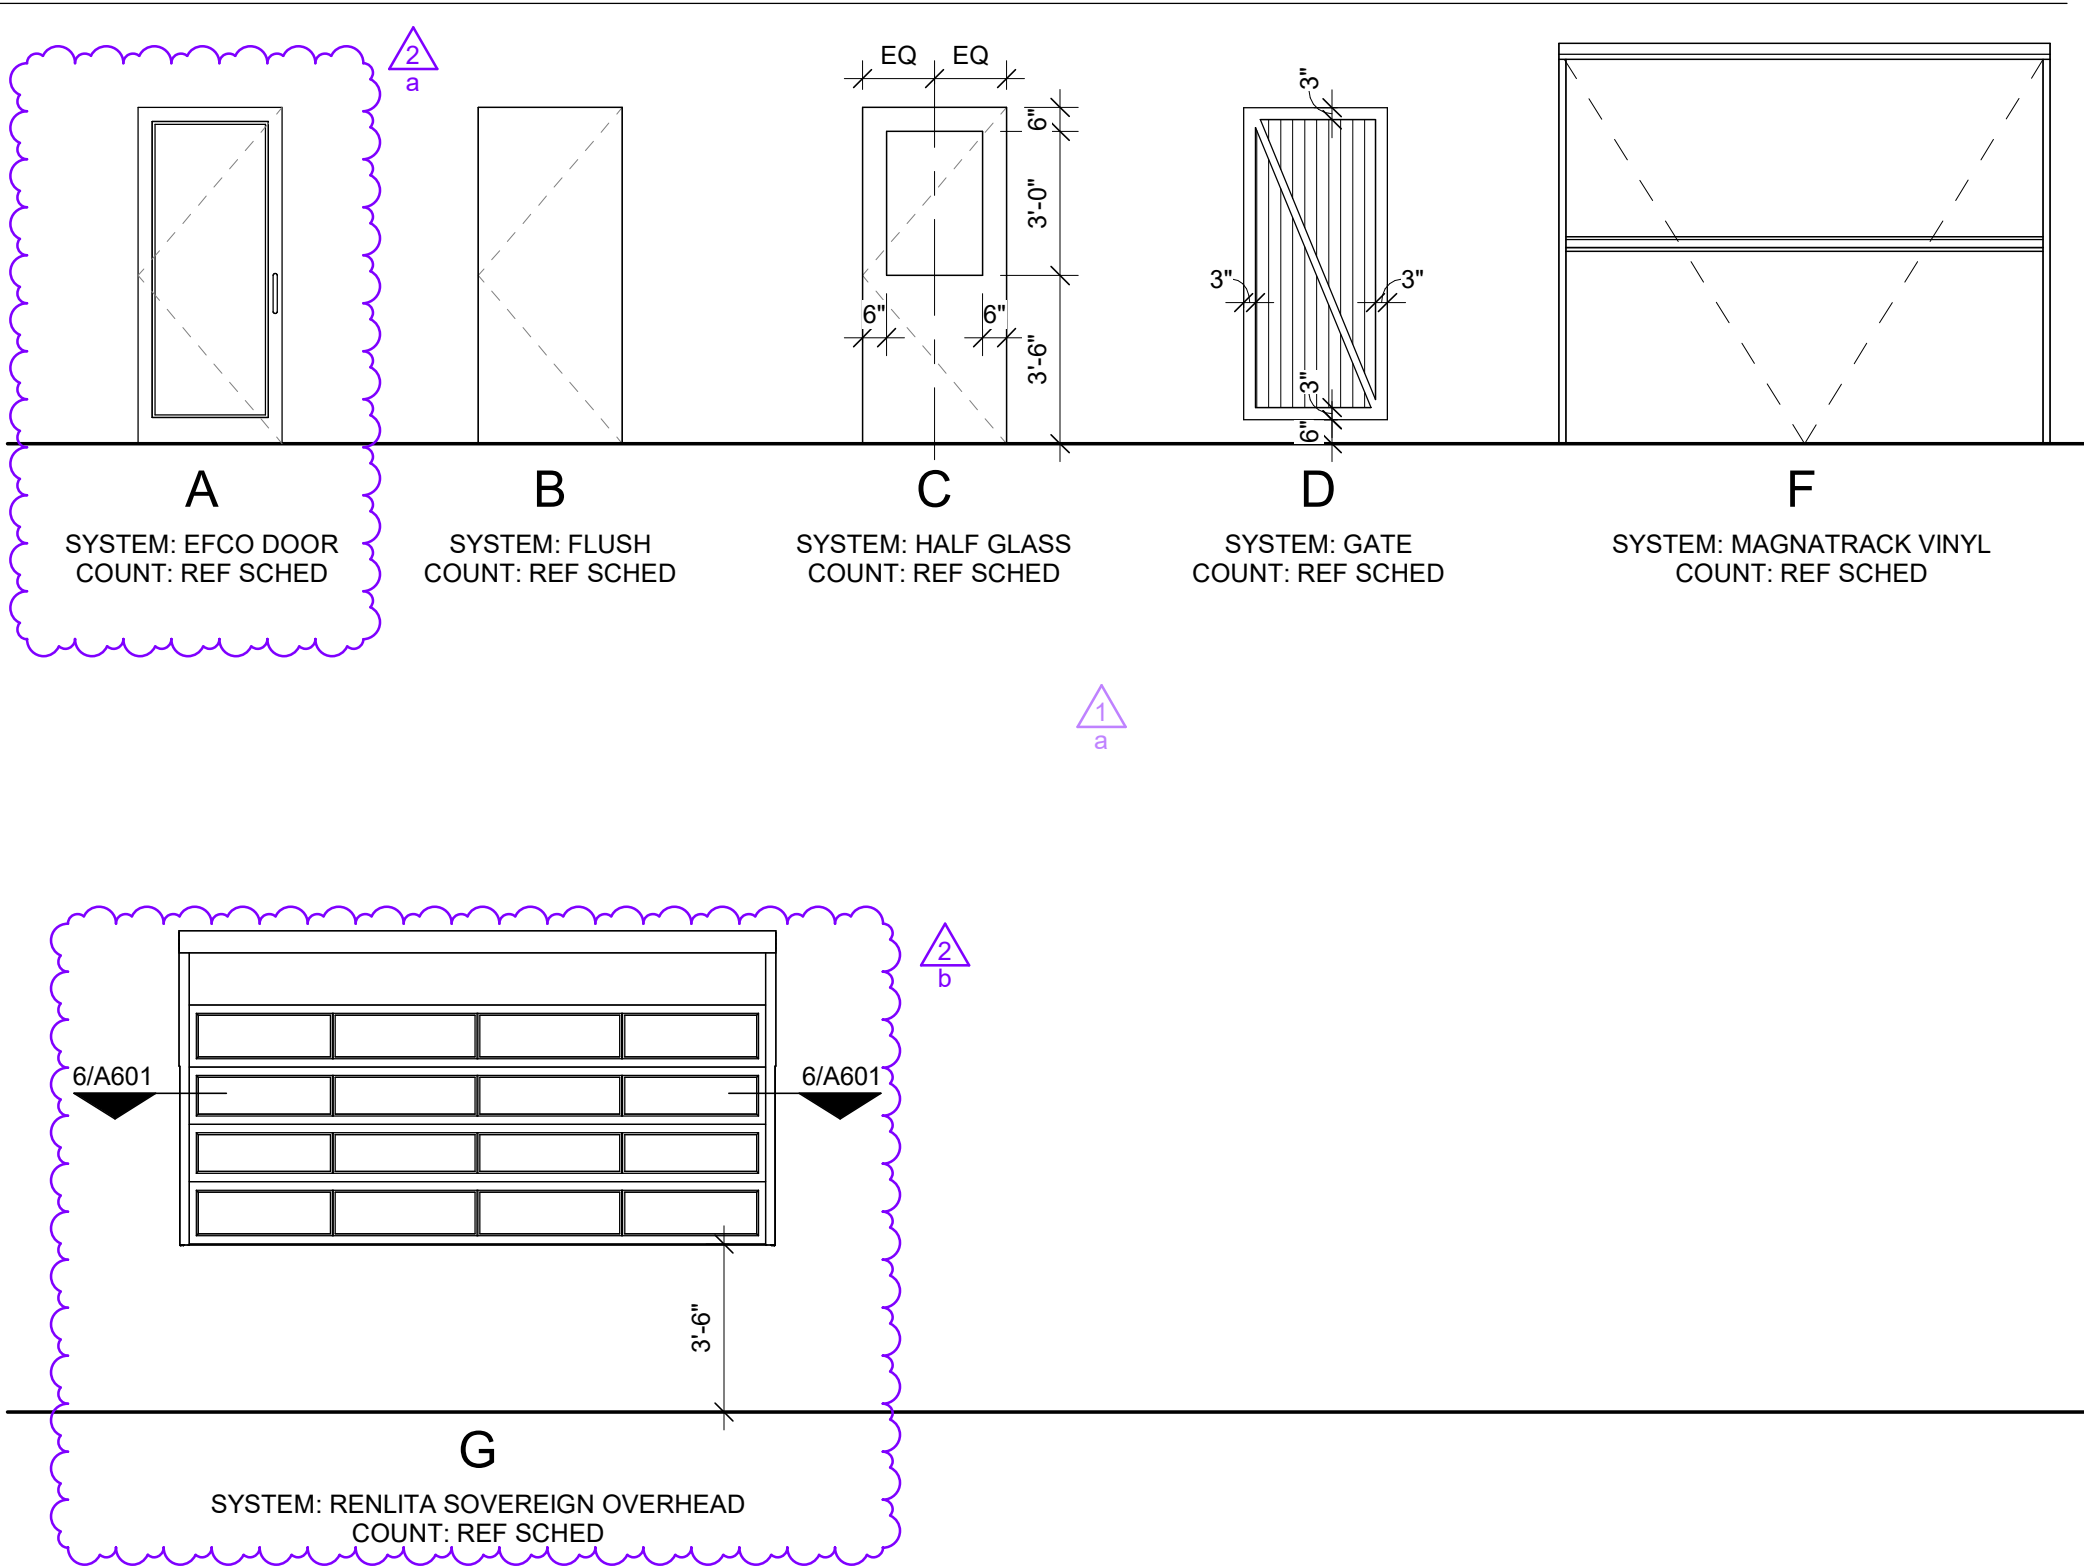 2
a
EQ EQ
6"
3'-0"
6" 6"
3'-6"
3"
3" 3"
3"
6"
A
SYSTEM: EFCO DOOR
COUNT: REF SCHED
B
SYSTEM: FLUSH
COUNT: REF SCHED
C
SYSTEM: HALF GLASS
COUNT: REF SCHED
D
SYSTEM: GATE
COUNT: REF SCHED
F
SYSTEM: MAGNATRACK VINYL
COUNT: REF SCHED
1
a
2
b
6/A601 6/A601
3'-6"
G
SYSTEM: RENLITA SOVEREIGN OVERHEAD
COUNT: REF SCHED